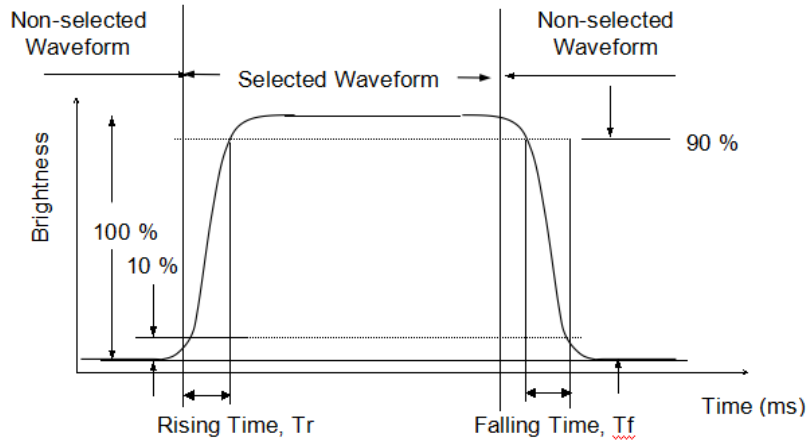 Non-selected
Waveform
Selected Waveform
Non-selected
Waveform
90 %
Brightness
100 %
10 %
Time (ms)
Rising Time, Tr
Falling Time, Tf